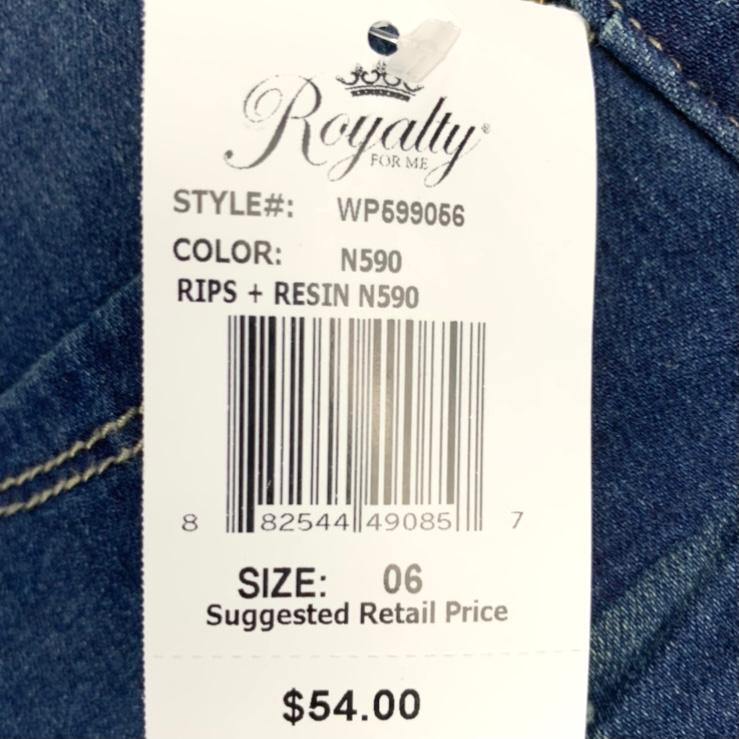 Royalty®
FOR ME
STYLE#: WP599056
COLOR: N590
RIPS + RESIN N590
8 82544 49085 7
SIZE: 06
Suggested Retail Price
$54.00